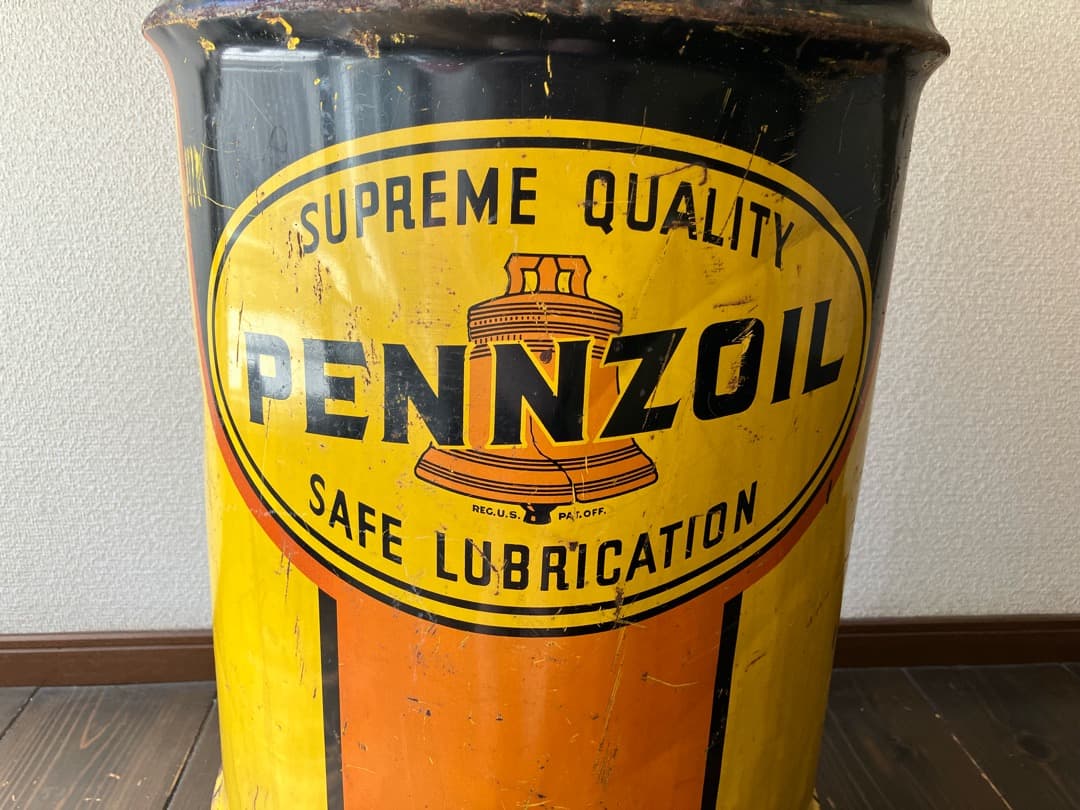 SUPREME QUALITY
PENNZOIL
REG.U.S. PAT.OFF.
SAFE LUBRICATION